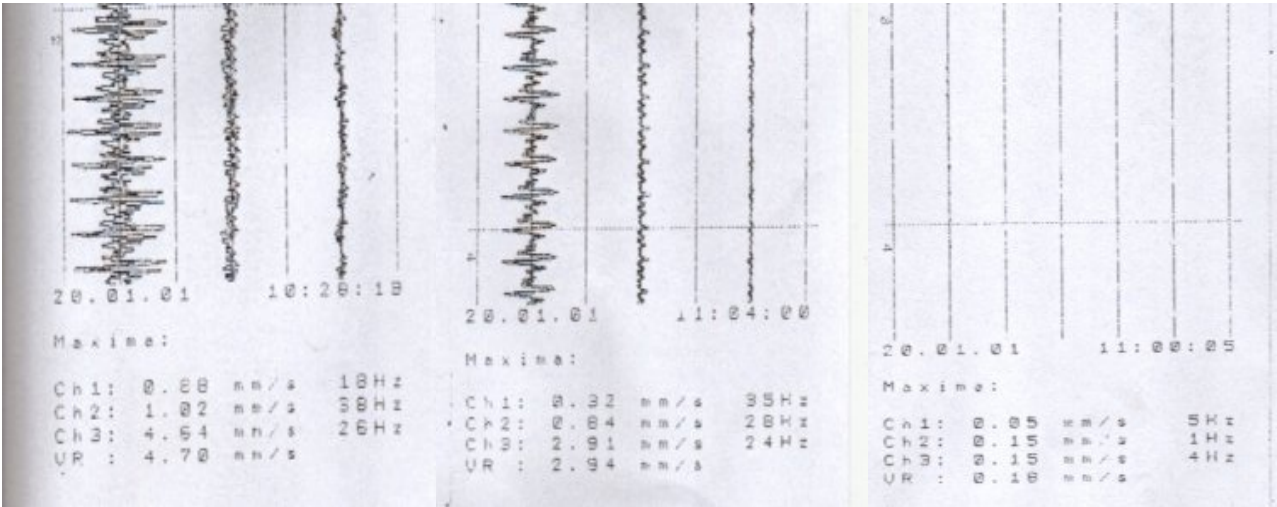 20.01.01 10:28:18
Maxima:
Ch1: 0.88 mm/s 18Hz
Ch2: 1.02 mm/s 38Hz
Ch3: 4.64 mm/s 26Hz
VR : 4.70 mm/s
4
20.01.01 11:04:00
Maxima:
Ch1: 0.32 mm/s 35Hz
Ch2: 0.84 mm/s 28Hz
Ch3: 2.91 mm/s 24Hz
VR : 2.94 mm/s
4
20.01.01 11:00:05
Maxima:
Ch1: 0.05 mm/s 5Hz
Ch2: 0.15 mm/s 1Hz
Ch3: 0.15 mm/s 4Hz
VR : 0.18 mm/s